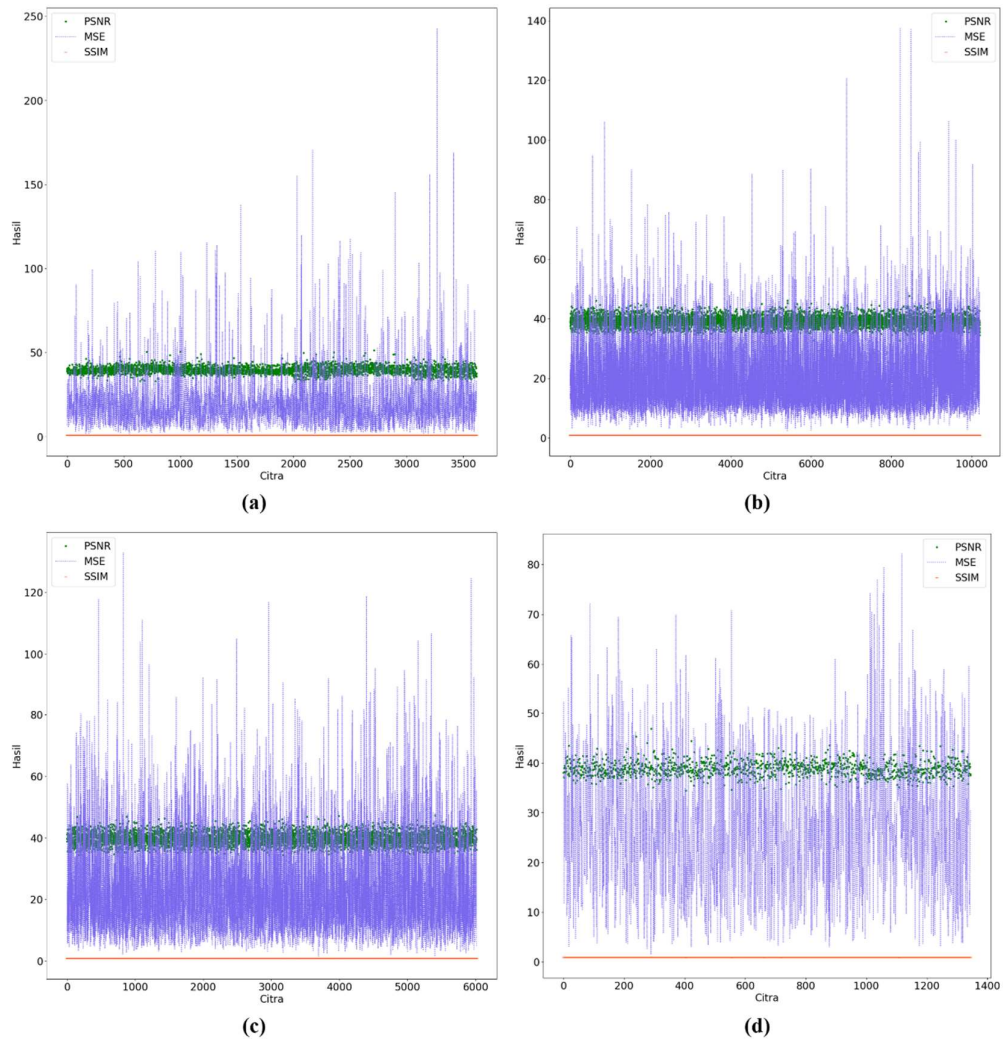 PSNR
MSE
SSIM
250
200
150
100
50
0
Hasil
0 500 1000 1500 2000 2500 3000 3500
Citra
(a)
PSNR
MSE
SSIM
140
120
100
80
60
40
20
0
Hasil
0 2000 4000 6000 8000 10000
Citra
(b)
PSNR
MSE
SSIM
120
100
80
60
40
20
0
Hasil
0 1000 2000 3000 4000 5000 6000
Citra
(c)
PSNR
MSE
SSIM
80
70
60
50
40
30
20
10
0
Hasil
0 200 400 600 800 1000 1200 1400
Citra
(d)